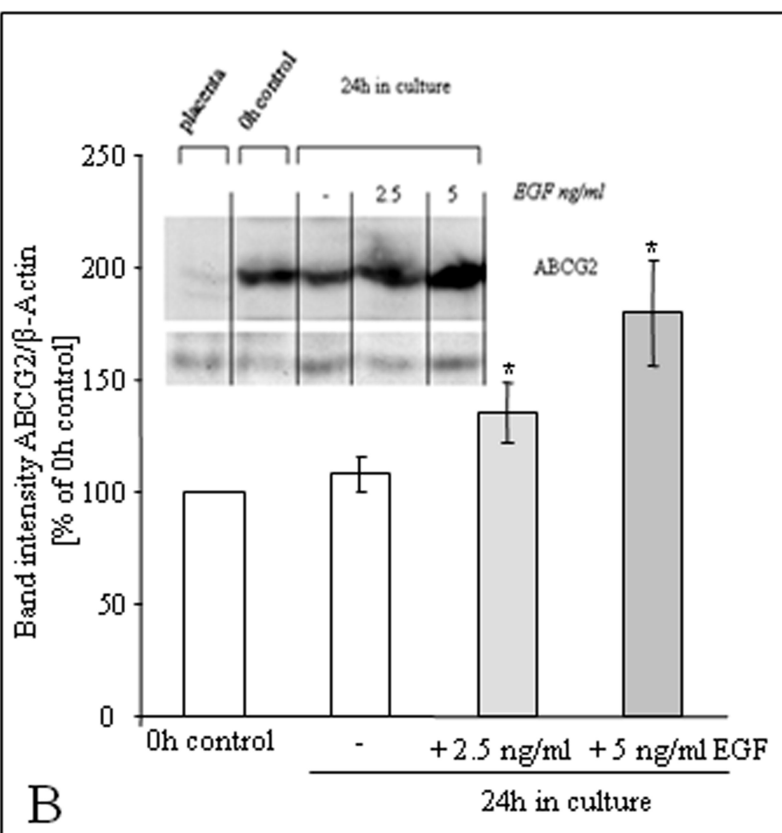 placenta
0h control
24h in culture
- 2.5 5 EGF ng/ml
ABCG2
Band intensity ABCG2/β-Actin
[% of 0h control]
250
200
150
100
50
0
*
*
0h control - + 2.5 ng/ml + 5 ng/ml EGF
24h in culture
B